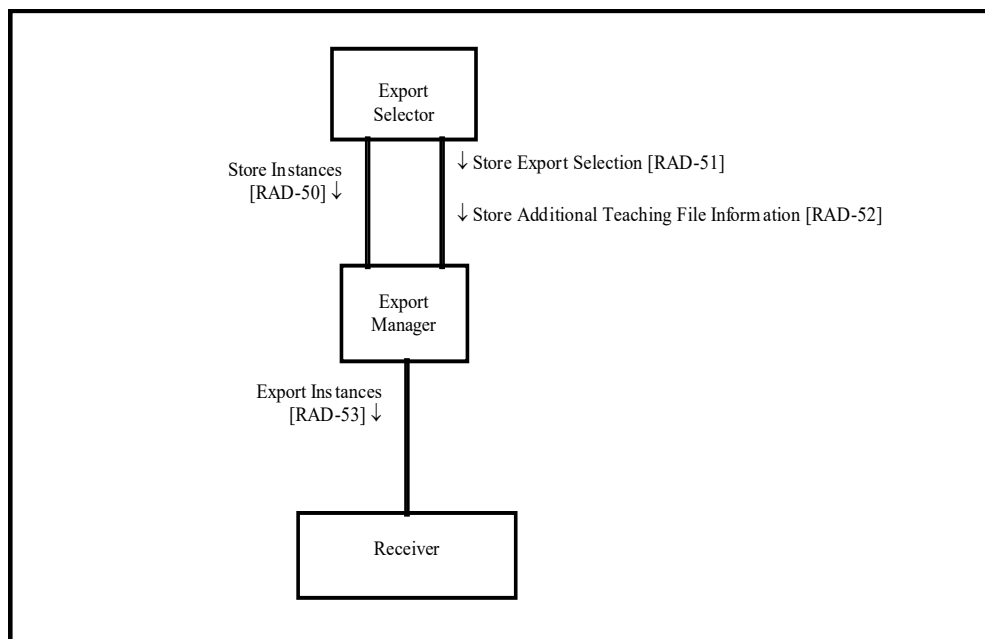 Export
Selector
Store Instances
[RAD-50] ↓
↓ Store Export Selection [RAD-51]
↓ Store Additional Teaching File Information [RAD-52]
Export
Manager
Export Instances
[RAD-53] ↓
Receiver